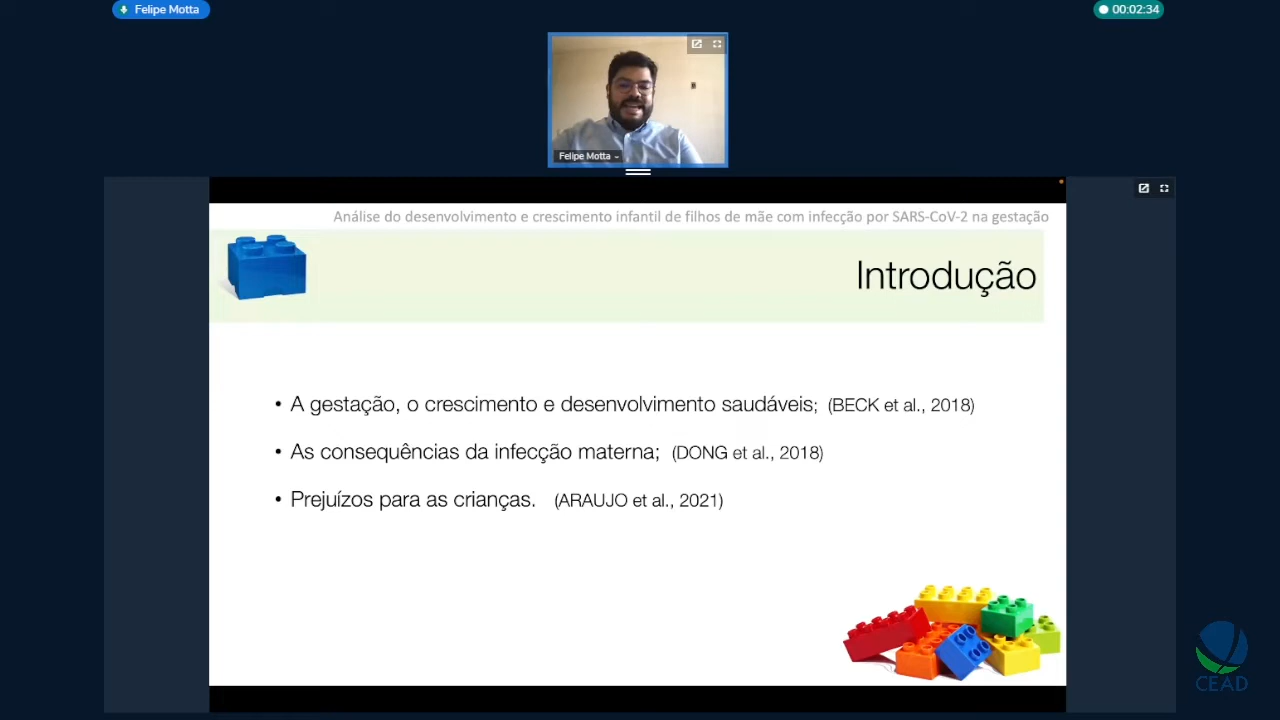 Felipe Motta
00:02:34
Felipe Motta
Análise do desenvolvimento e crescimento infantil de filhos de mãe com infecção por SARS-CoV-2 na gestação
Introdução
• A gestação, o crescimento e desenvolvimento saudáveis; (BECK et al., 2018)
• As consequências da infecção materna; (DONG et al., 2018)
• Prejuízos para as crianças. (ARAUJO et al., 2021)
CEAD